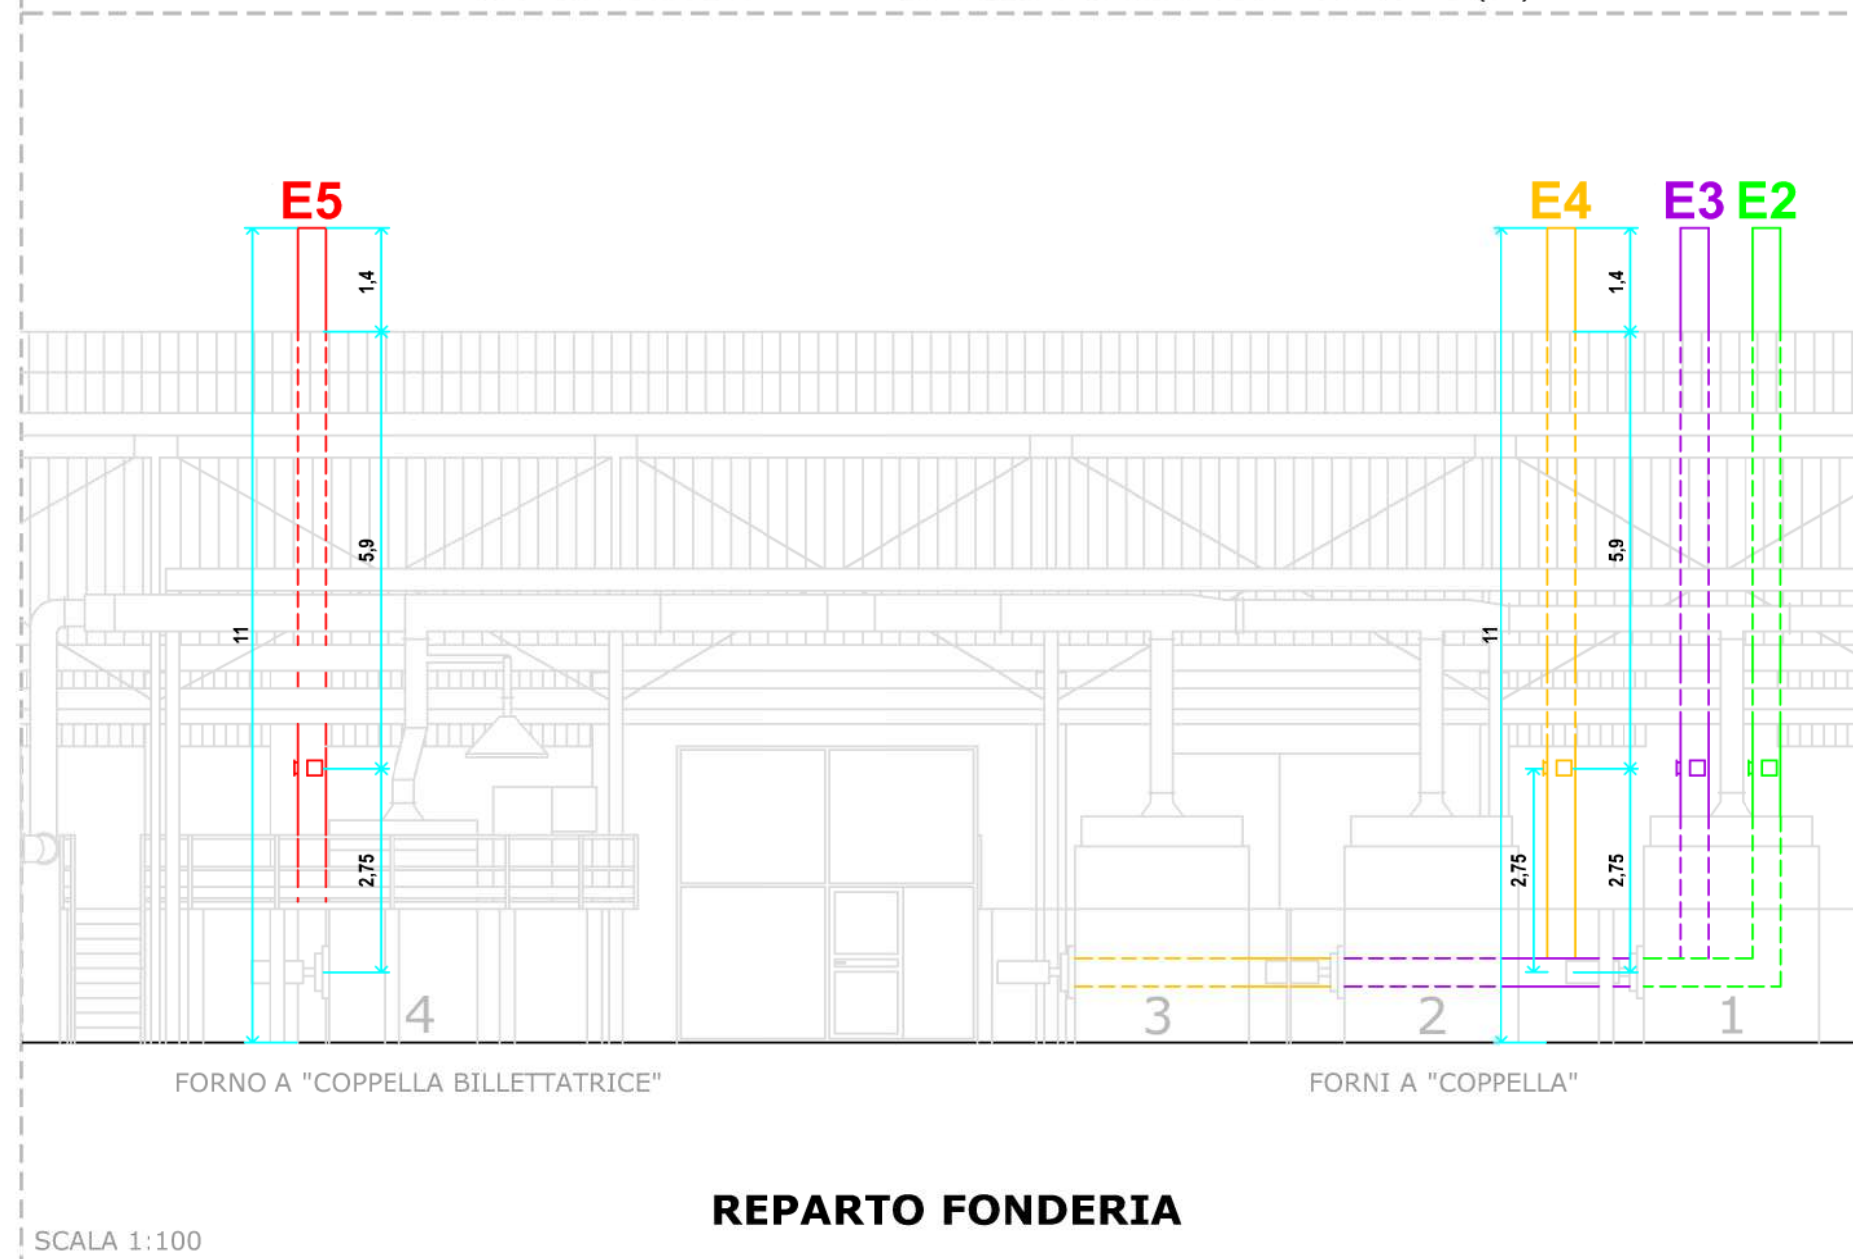 E5
E4
E3
E2
1,4
1,4
5,9
5,9
11
11
2,75
2,75
2,75
4
3
2
1
FORNO A "COPPELLA BILLETTATRICE"
FORNI A "COPPELLA"
REPARTO FONDERIA
SCALA 1:100